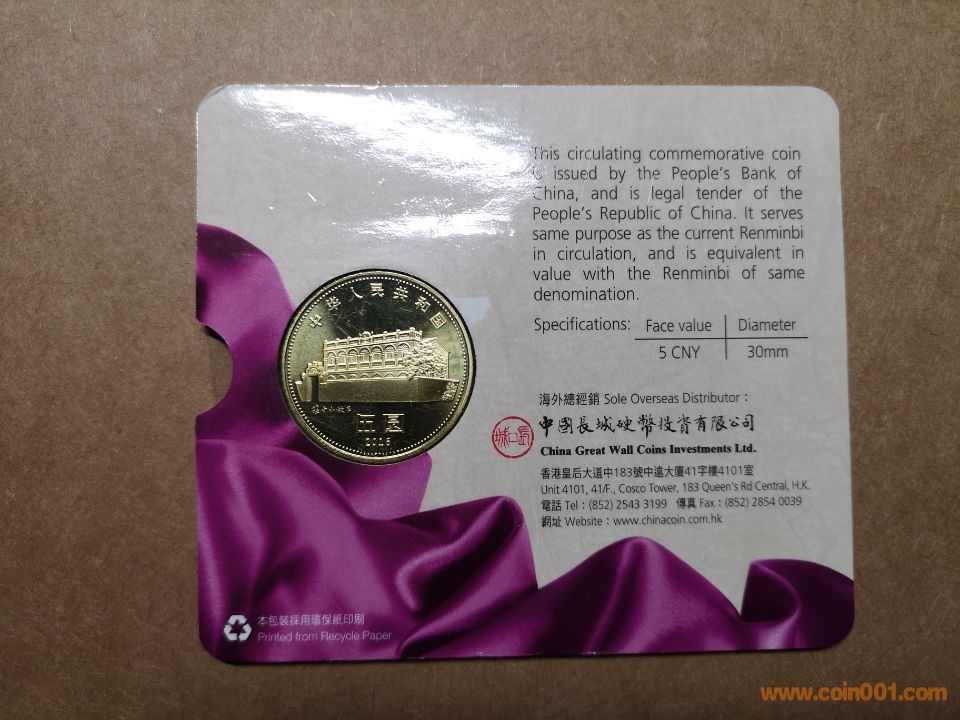 This circulating commemorative coin
is issued by the People's Bank of
China, and is legal tender of the
People's Republic of China. It serves
same purpose as the current Renminbi
in circulation, and is equivalent in
value with the Renminbi of same
denomination.
Specifications: Face value Diameter
5 CNY 30mm
中华人民共和国
伍圆
2016
海外總經銷 Sole Overseas Distributor：
中國長城硬幣投資有限公司
China Great Wall Coins Investments Ltd.
香港皇后大道中183號中遠大廈41字樓4101室
Unit 4101, 41/F., Cosco Tower, 183 Queen's Rd Central, H.K.
電話 Tel：(852) 2543 3199 傳真 Fax：(852) 2854 0039
網址 Website：www.chinacoin.com.hk
本包裝採用環保紙印刷
Printed from Recycle Paper
www.coin001.com